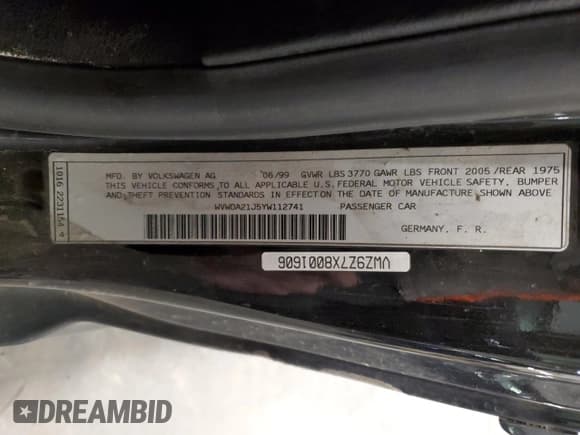 MFD. BY VOLKSWAGEN AG 06/99 GVWR LBS 3770 GAWR LBS FRONT 2005/REAR 1975
THIS VEHICLE CONFORMS TO ALL APPLICABLE U.S. FEDERAL MOTOR VEHICLE SAFETY, BUMPER
AND THEFT PREVENTION STANDARDS IN EFFECT ON THE DATE OF MANUFACTURE SHOWN ABOVE
WVWDA21J5YW112741 PASSENGER CAR
GERMANY, F. R.
1016 2231154
VWZ9Z7X8001606
DREAMBID